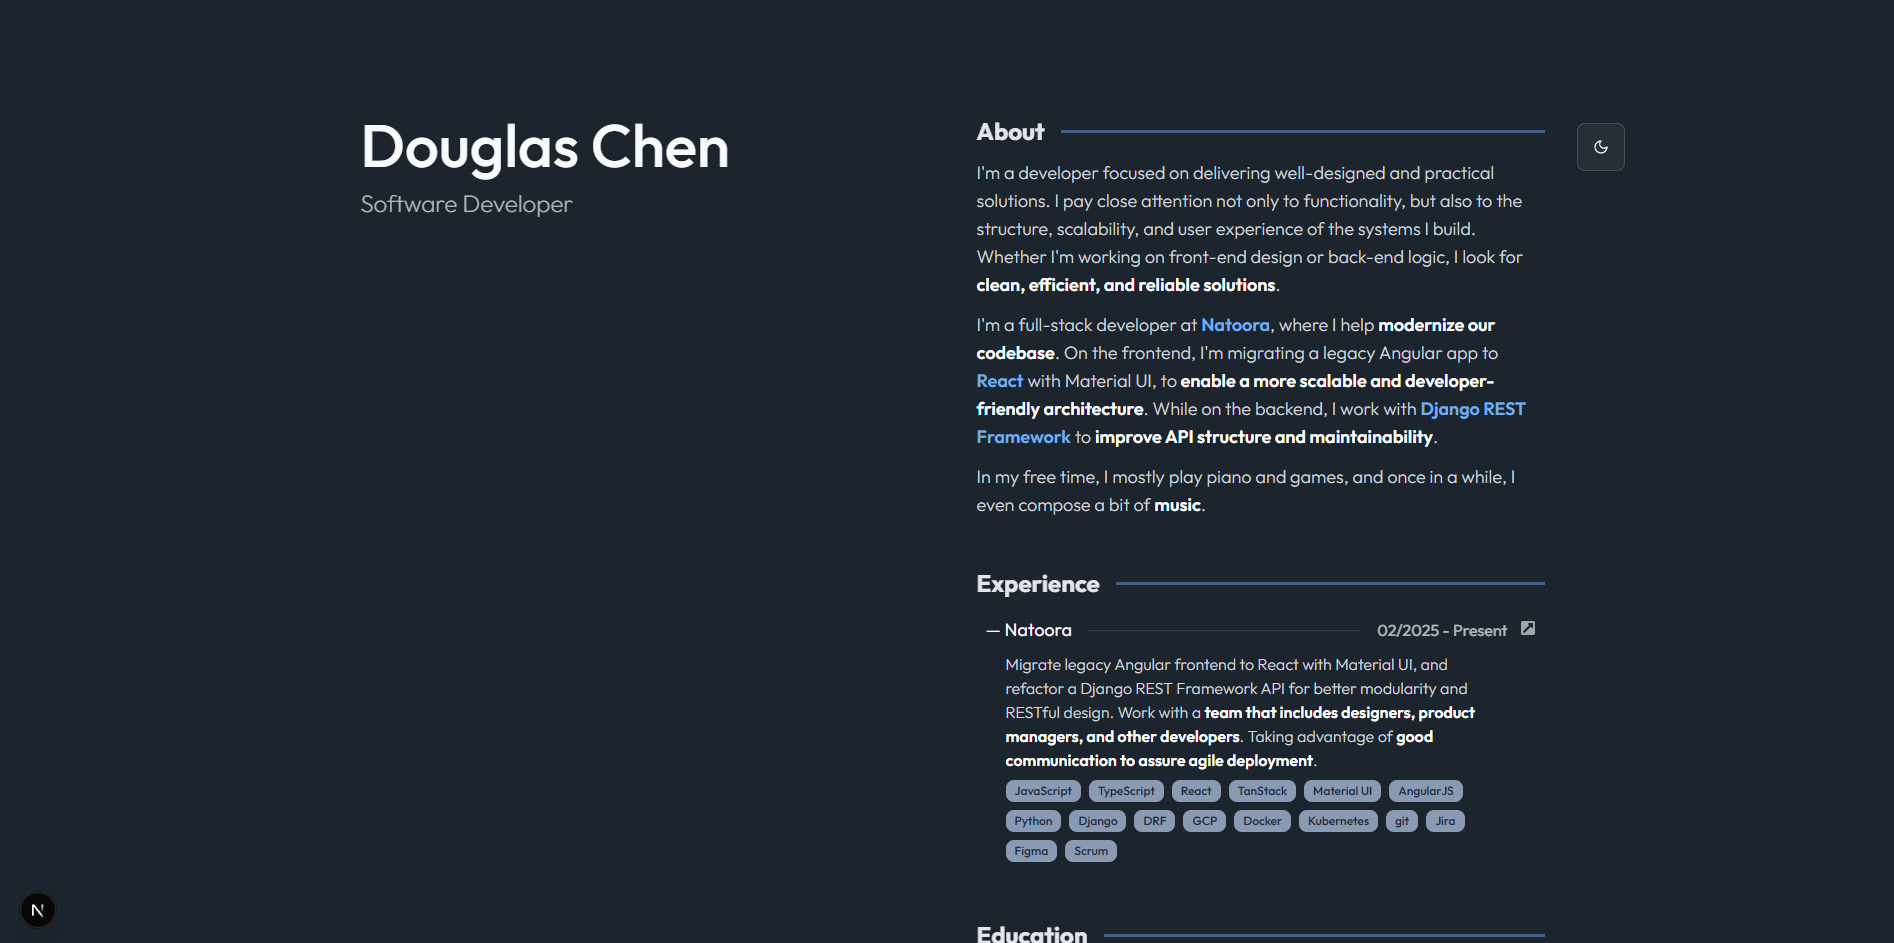 Douglas Chen
Software Developer
About
I'm a developer focused on delivering well-designed and practical
solutions. I pay close attention not only to functionality, but also to the
structure, scalability, and user experience of the systems I build.
Whether I'm working on front-end design or back-end logic, I look for
clean, efficient, and reliable solutions.
I'm a full-stack developer at Natoora, where I help modernize our
codebase. On the frontend, I'm migrating a legacy Angular app to
React with Material UI, to enable a more scalable and developer-
friendly architecture. While on the backend, I work with Django REST
Framework to improve API structure and maintainability.
In my free time, I mostly play piano and games, and once in a while, I
even compose a bit of music.
Experience
— Natoora 02/2025 - Present
Migrate legacy Angular frontend to React with Material UI, and
refactor a Django REST Framework API for better modularity and
RESTful design. Work with a team that includes designers, product
managers, and other developers. Taking advantage of good
communication to assure agile deployment.
JavaScript TypeScript React TanStack Material UI AngularJS
Python Django DRF GCP Docker Kubernetes git Jira
Figma Scrum
N
Education